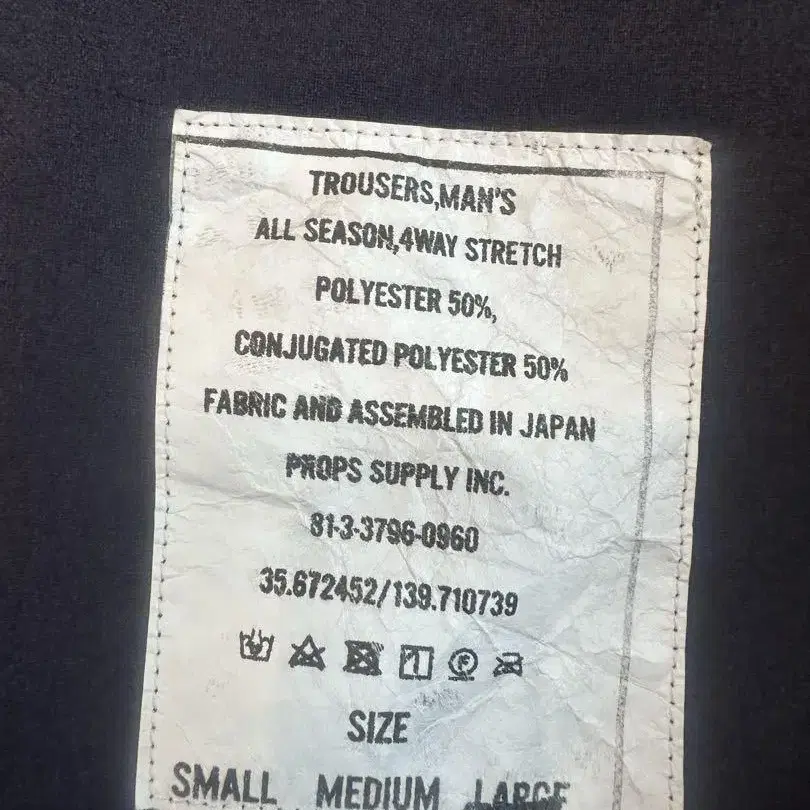 TROUSERS,MAN'S
ALL SEASON,4WAY STRETCH
POLYESTER 50%,
CONJUGATED POLYESTER 50%
FABRIC AND ASSEMBLED IN JAPAN
PROPS SUPPLY INC.
81-3-3796-0960
35.672452/139.710739
SIZE
SMALL MEDIUM LARGE